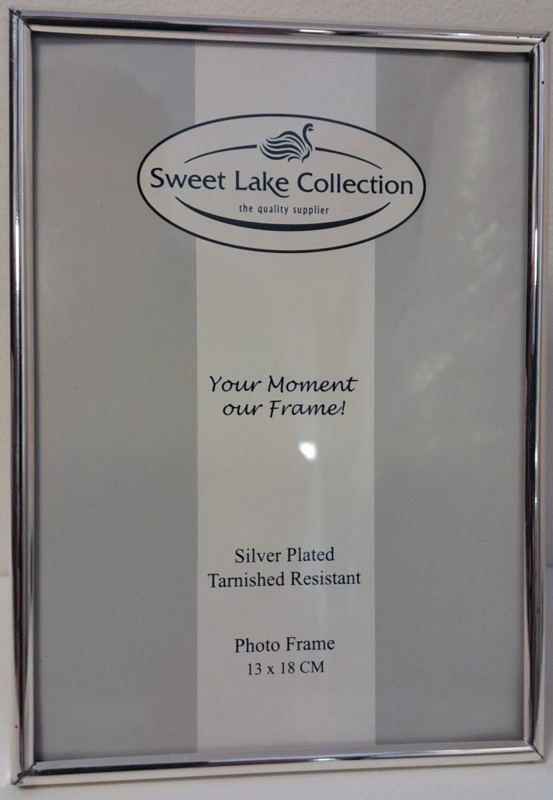 Sweet Lake Collection
the quality supplier
Your Moment
our Frame!
Silver Plated
Tarnished Resistant
Photo Frame
13 x 18 CM